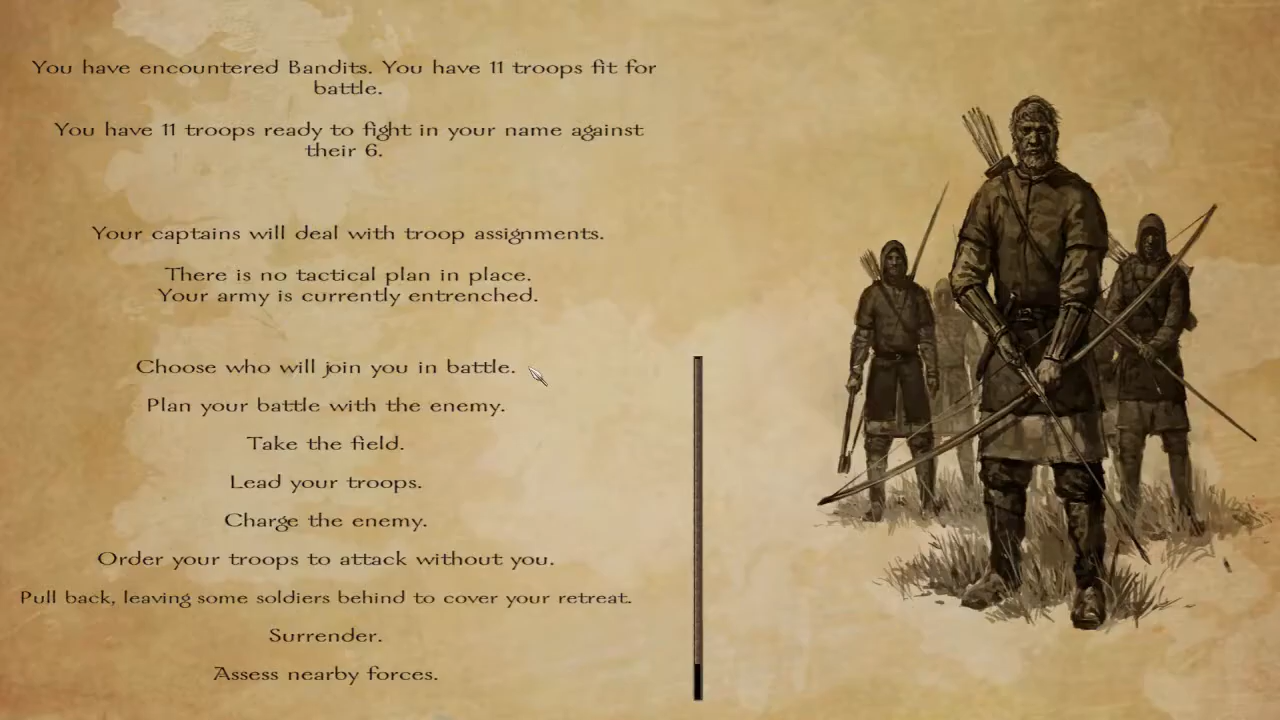 You have encountered Bandits. You have 11 troops fit for
battle.
You have 11 troops ready to fight in your name against
their 6.
Your captains will deal with troop assignments.
There is no tactical plan in place.
Your army is currently entrenched.
Choose who will join you in battle.
Plan your battle with the enemy.
Take the field.
Lead your troops.
Charge the enemy.
Order your troops to attack without you.
Pull back, leaving some soldiers behind to cover your retreat.
Surrender.
Assess nearby forces.